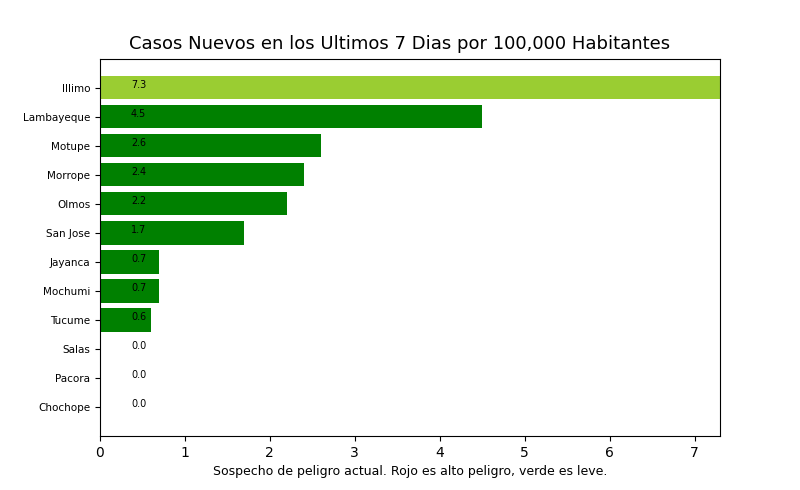 Casos Nuevos en los Ultimos 7 Dias por 100,000 Habitantes
Illimo 7.3
Lambayeque 4.5
Motupe 2.6
Morrope 2.4
Olmos 2.2
San Jose 1.7
Jayanca 0.7
Mochumi 0.7
Tucume 0.6
Salas 0.0
Pacora 0.0
Chochope 0.0
0 1 2 3 4 5 6 7
Sospecho de peligro actual. Rojo es alto peligro, verde es leve.